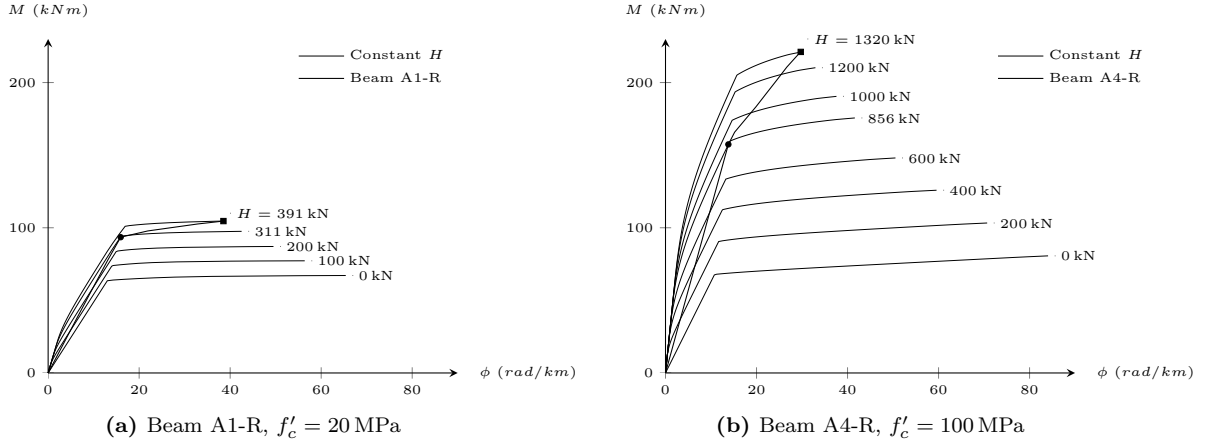 M (kNm)
200
100
0
0
20
40
60
80
ϕ (rad/km)
Constant H
Beam A1-R
H = 391 kN
311 kN
200 kN
100 kN
0 kN
(a) Beam A1-R, f′c = 20 MPa
M (kNm)
200
100
0
0
20
40
60
80
ϕ (rad/km)
Constant H
Beam A4-R
H = 1320 kN
1200 kN
1000 kN
856 kN
600 kN
400 kN
200 kN
0 kN
(b) Beam A4-R, f′c = 100 MPa